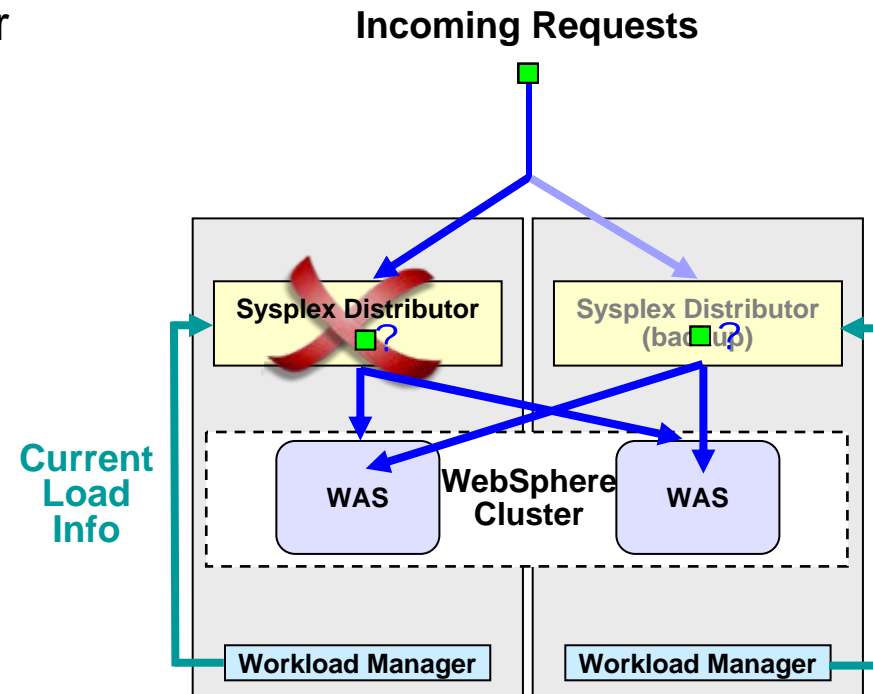 r
Incoming Requests
Sysplex Distributor
?
Sysplex Distributor
(backup)
?
Current
Load
Info
WAS
WebSphere
Cluster
WAS
Workload Manager
Workload Manager